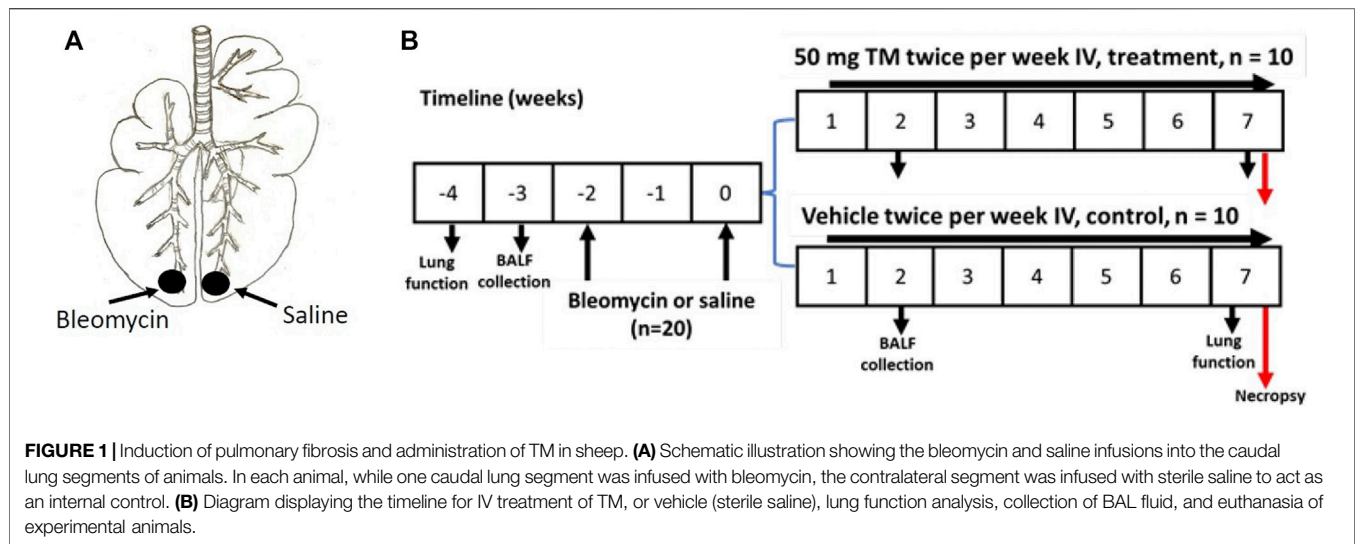 A
Bleomycin
Saline
B
Timeline (weeks)
-4
-3
-2
-1
0
Lung
function
BALF
collection
Bleomycin or saline
(n=20)
50 mg TM twice per week IV, treatment, n = 10
1
2
3
4
5
6
7
Vehicle twice per week IV, control, n = 10
1
2
3
4
5
6
7
BALF
collection
Lung
function
Necropsy
FIGURE 1 | Induction of pulmonary fibrosis and administration of TM in sheep. (A) Schematic illustration showing the bleomycin and saline infusions into the caudal
lung segments of animals. In each animal, while one caudal lung segment was infused with bleomycin, the contralateral segment was infused with sterile saline to act as
an internal control. (B) Diagram displaying the timeline for IV treatment of TM, or vehicle (sterile saline), lung function analysis, collection of BAL fluid, and euthanasia of
experimental animals.